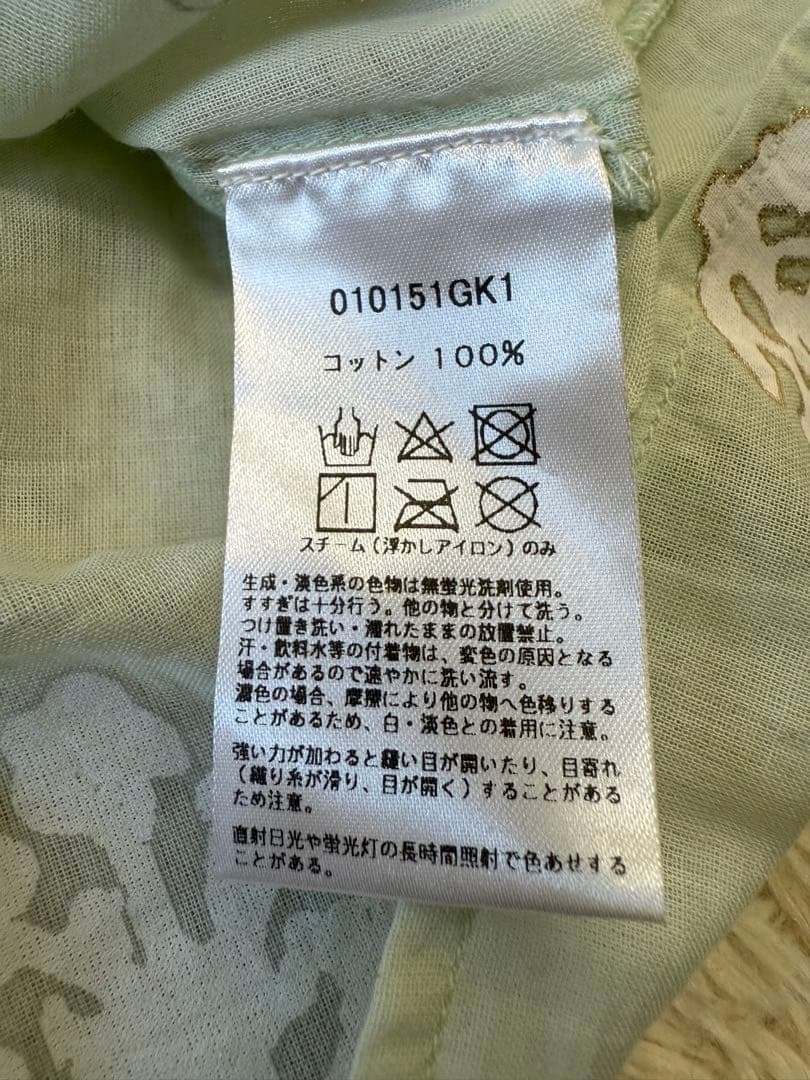 010151GK1
コットン 100%
スチーム(浮かしアイロン)のみ
生成・淡色系の色物は無蛍光洗剤使用。
すすぎは十分行う。他の物と分けて洗う。
つけ置き洗い・濡れたままの放置禁止。
汗・飲料水等の付着物は、変色の原因となる
場合があるので速やかに洗い流す。
濃色の場合、摩擦により他の物へ色移りする
ことがあるため、白・淡色との着用に注意。
強い力が加わると縫い目が開いたり、目寄れ
(織り糸が滑り、目が開く)することがある
ため注意。
直射日光や蛍光灯の長時間照射で色あせする
ことがある。